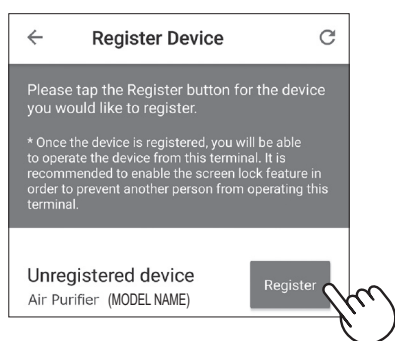 Register Device
Please tap the Register button for the device
you would like to register.
* Once the device is registered, you will be able
to operate the device from this terminal. It is
recommended to enable the screen lock feature in
order to prevent another person from operating this
terminal.
Unregistered device
Air Purifier (MODEL NAME)
Register